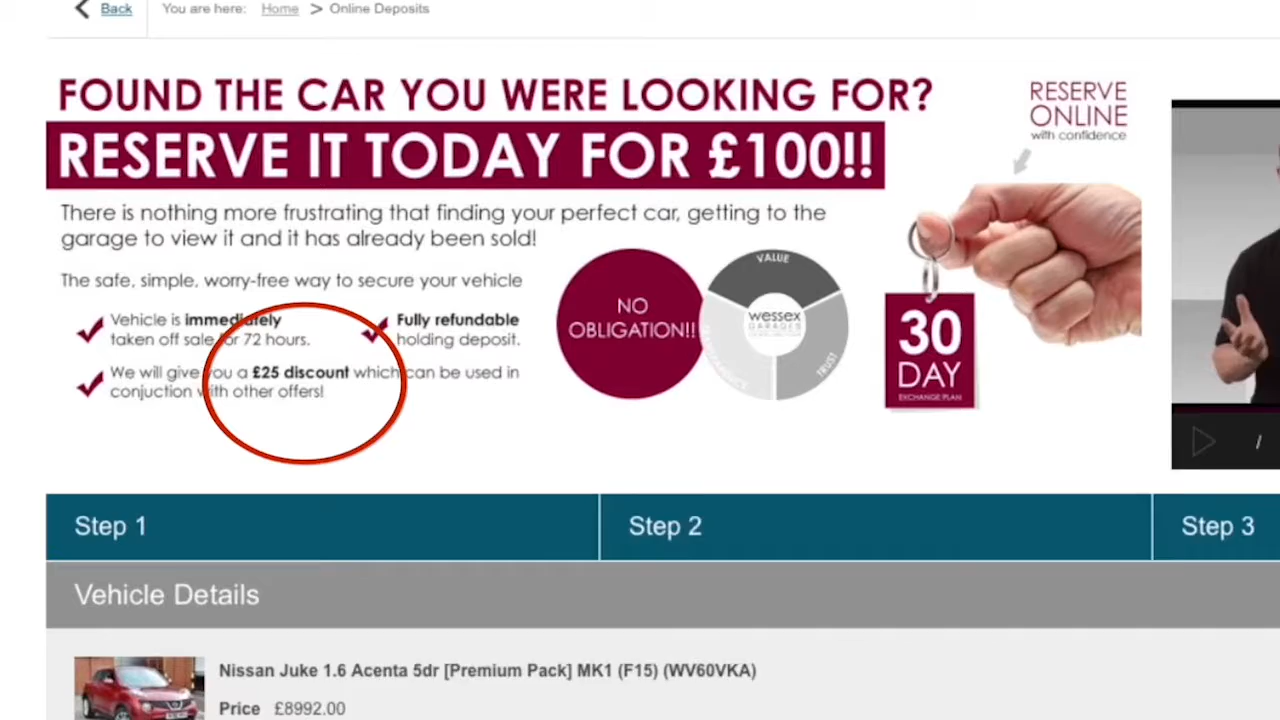 Back
You are here: Home > Online Deposits
FOUND THE CAR YOU WERE LOOKING FOR?
RESERVE IT TODAY FOR £100!!
RESERVE
ONLINE
with confidence
There is nothing more frustrating that finding your perfect car, getting to the
garage to view it and it has already been sold!
The safe, simple, worry-free way to secure your vehicle
Vehicle is immediately
taken off sale for 72 hours.
Fully refundable
holding deposit.
We will give you a £25 discount which can be used in
conjuction with other offers!
NO
OBLIGATION!!
VALUE
wessex
GARAGES
TRUST
30
DAY
EXCHANGE PLAN
/
Step 1
Step 2
Step 3
Vehicle Details
Nissan Juke 1.6 Acenta 5dr [Premium Pack] MK1 (F15) (WV60VKA)
Price £8992.00